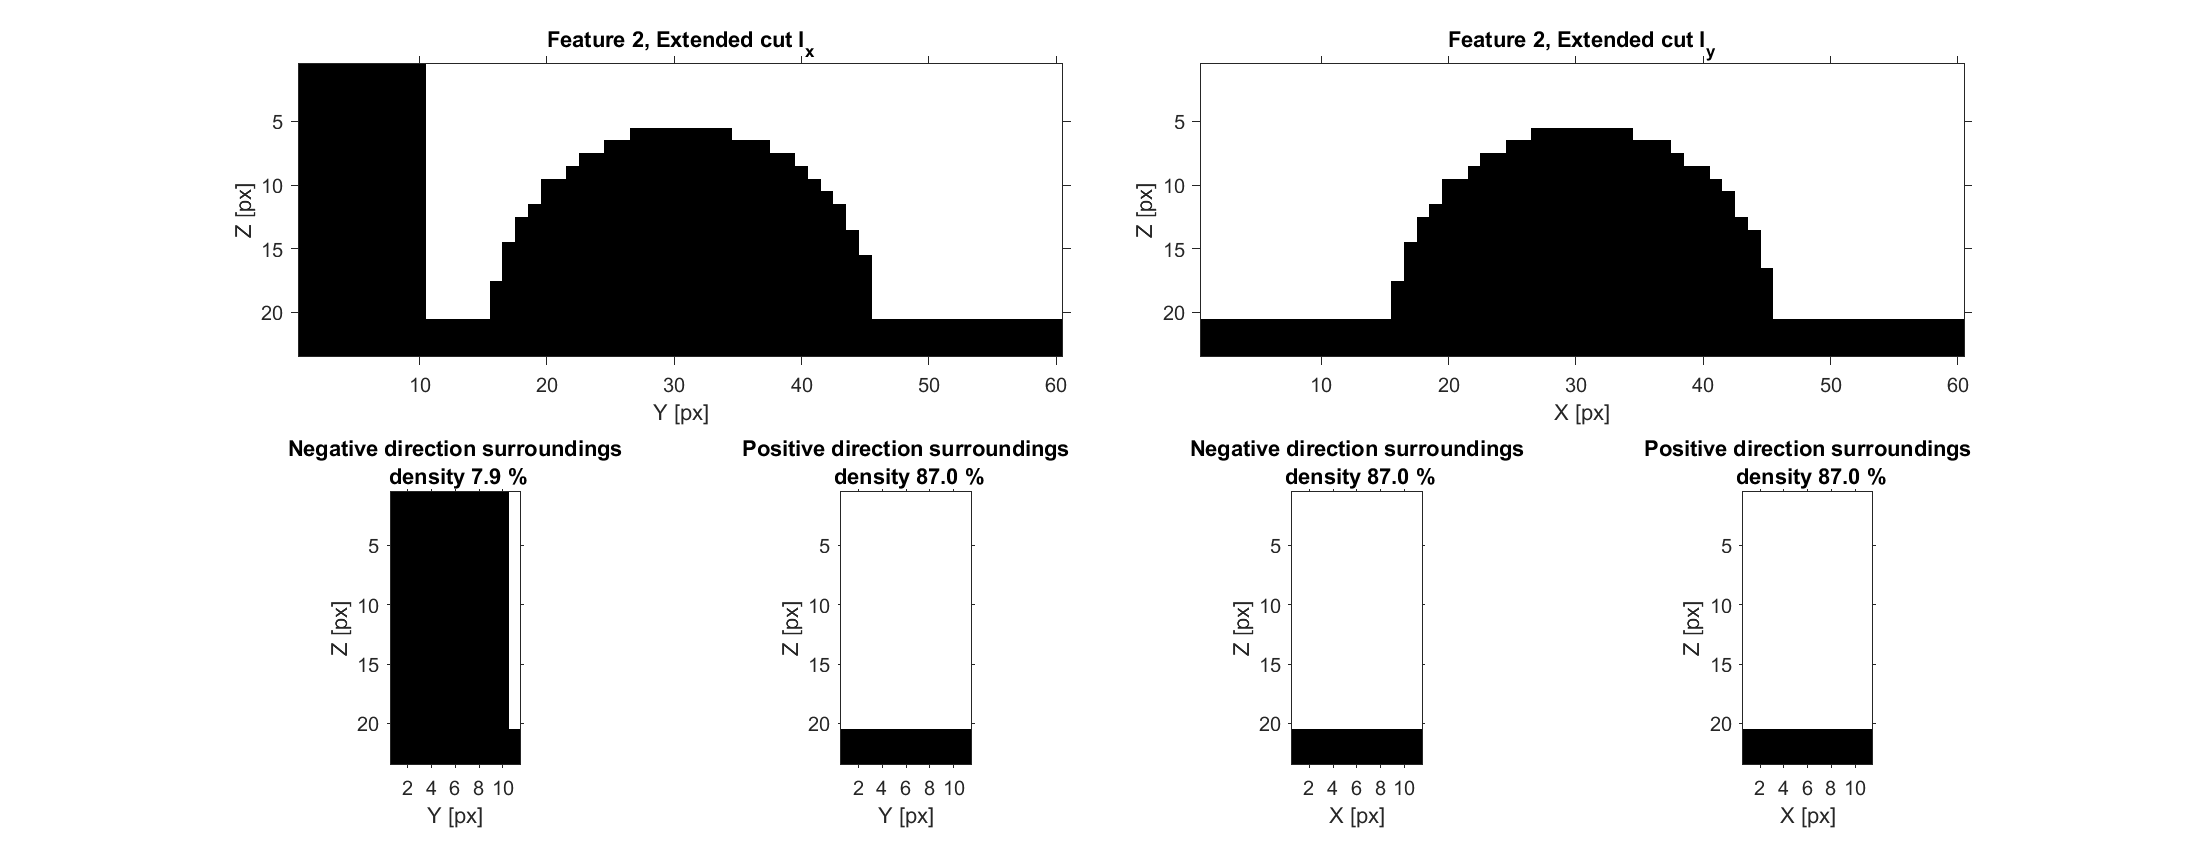 Feature 2, Extended cut Ix
5
10
15
20
Z [px]
10 20 30 40 50 60
Y [px]
Feature 2, Extended cut Iy
5
10
15
20
Z [px]
10 20 30 40 50 60
X [px]
Negative direction surroundings
density 7.9 %
5
10
15
20
Z [px]
2 4 6 8 10
Y [px]
Positive direction surroundings
density 87.0 %
5
10
15
20
Z [px]
2 4 6 8 10
Y [px]
Negative direction surroundings
density 87.0 %
5
10
15
20
Z [px]
2 4 6 8 10
X [px]
Positive direction surroundings
density 87.0 %
5
10
15
20
Z [px]
2 4 6 8 10
X [px]